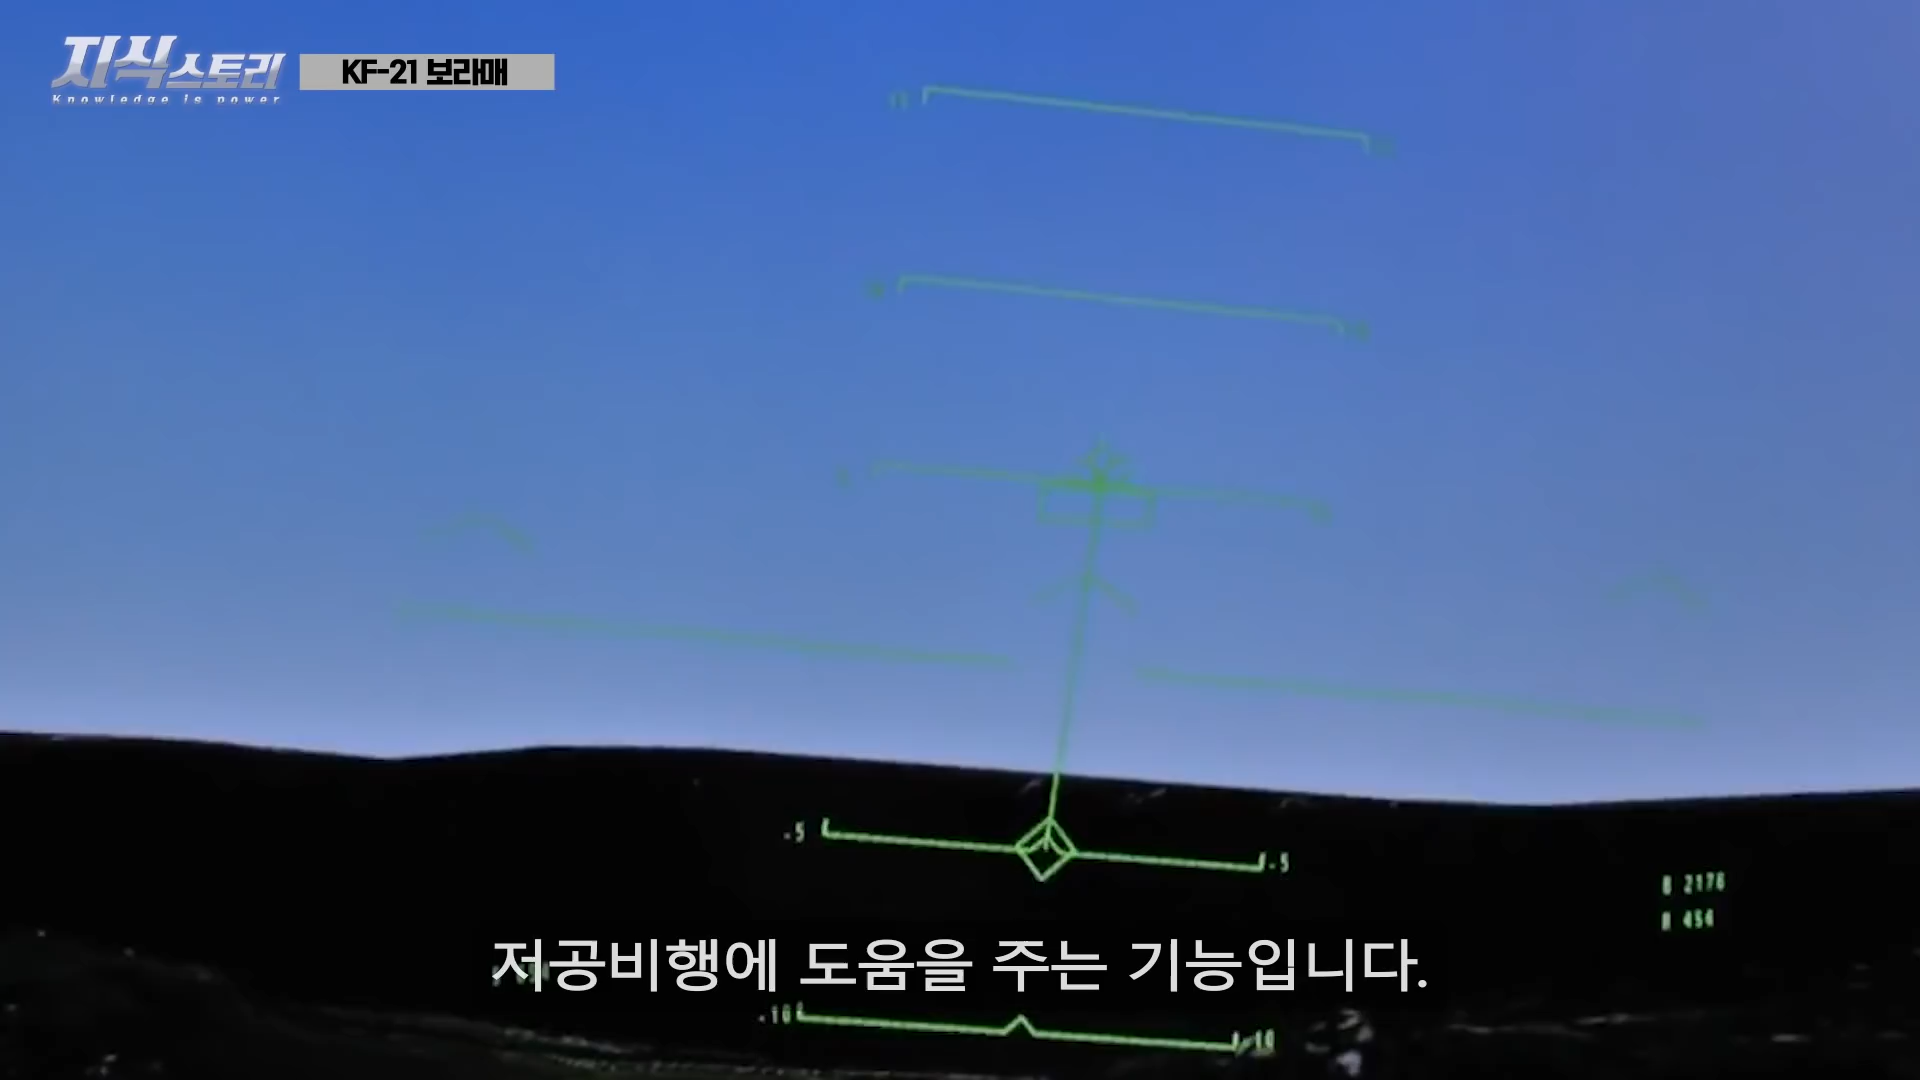 지식스토리
Knowledge is power
KF-21 보라매
-5
-5
B 2176
R 454
저공비행에 도움을 주는 기능입니다.
-10
-10